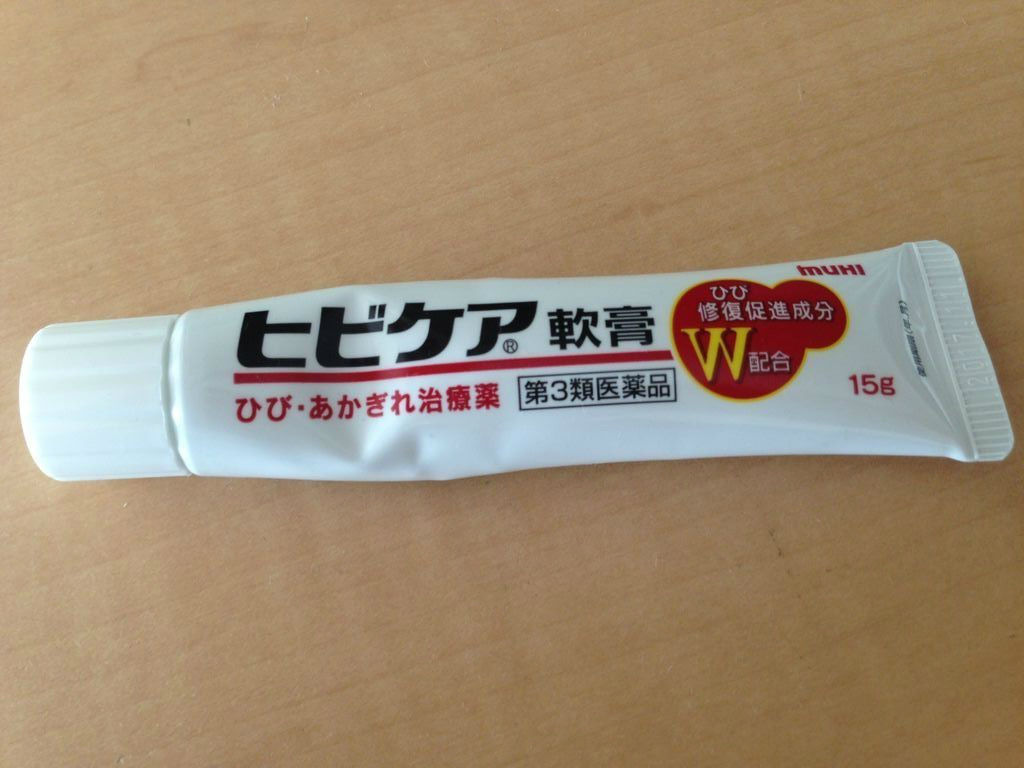 muHI
ヒビケア® 軟膏
ひび・あかぎれ治療薬
第3類医薬品
ひび
修復促進成分
W配合
15g